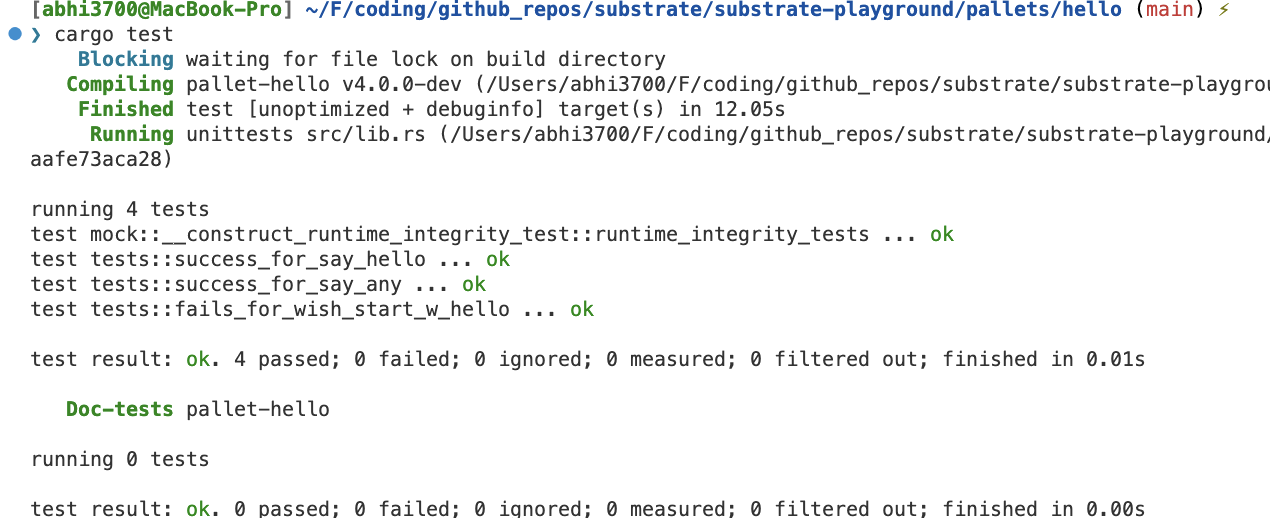 [abhi3700@MacBook-Pro] ~/F/coding/github_repos/substrate/substrate-playground/pallets/hello (main) ⚡
❯ cargo test
Blocking waiting for file lock on build directory
Compiling pallet-hello v4.0.0-dev (/Users/abhi3700/F/coding/github_repos/substrate/substrate-playgrou
Finished test [unoptimized + debuginfo] target(s) in 12.05s
Running unittests src/lib.rs (/Users/abhi3700/F/coding/github_repos/substrate/substrate-playground/
aafe73aca28)
running 4 tests
test mock::__construct_runtime_integrity_test::runtime_integrity_tests ... ok
test tests::success_for_say_hello ... ok
test tests::success_for_say_any ... ok
test tests::fails_for_wish_start_w_hello ... ok
test result: ok. 4 passed; 0 failed; 0 ignored; 0 measured; 0 filtered out; finished in 0.01s
Doc-tests pallet-hello
running 0 tests
test result: ok. 0 passed; 0 failed; 0 ignored; 0 measured; 0 filtered out; finished in 0.00s